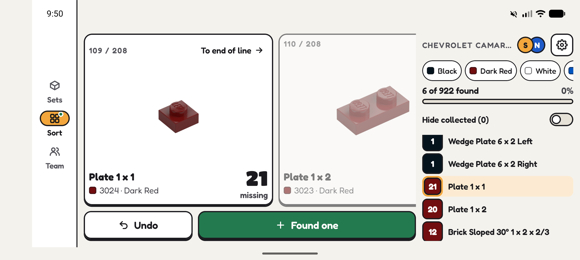 9:50
Sets
Sort
Team
109 / 208
To end of line →
Plate 1 x 1
3024 · Dark Red
21
missing
110 / 208
Plate 1 x 2
3023 · Dark Red
Undo
+ Found one
CHEVROLET CAMAR...
S
N
Black
Dark Red
White
6 of 922 found
0%
Hide collected (0)
1 Wedge Plate 6 x 2 Left
1 Wedge Plate 6 x 2 Right
21 Plate 1 x 1
20 Plate 1 x 2
12 Brick Sloped 30° 1 x 2 x 2/3